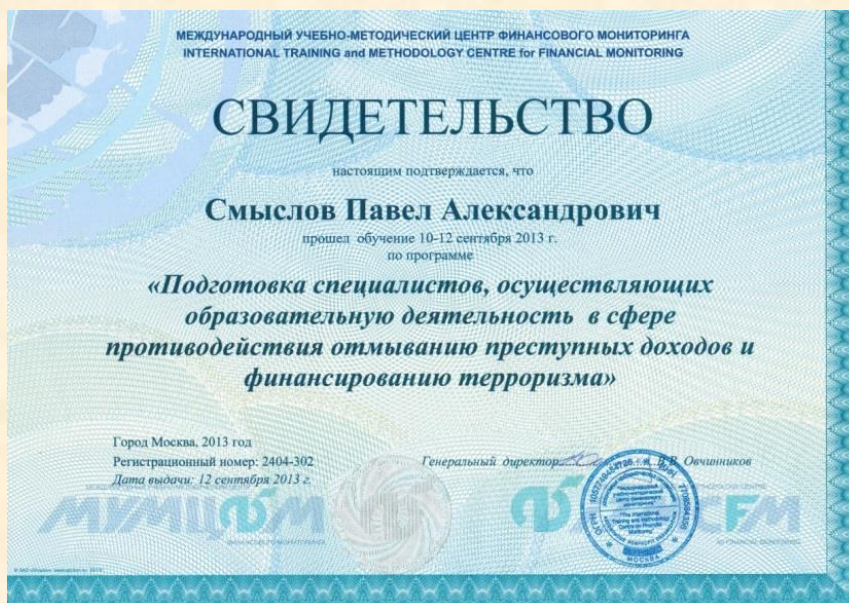 МЕЖДУНАРОДНЫЙ УЧЕБНО-МЕТОДИЧЕСКИЙ ЦЕНТР ФИНАНСОВОГО МОНИТОРИНГА
INTERNATIONAL TRAINING and METHODOLOGY CENTRE for FINANCIAL MONITORING
СВИДЕТЕЛЬСТВО
настоящим подтверждается, что
Смыслов Павел Александрович
прошел обучение 10-12 сентября 2013 г.
по программе
«Подготовка специалистов, осуществляющих
образовательную деятельность в сфере
противодействия отмыванию преступных доходов и
финансированию терроризма»
Город Москва, 2013 год
Регистрационный номер: 2404-302
Дата выдачи: 12 сентября 2013 г.
Генеральный директор В.В. Овчинников
МУМЦФМ
МОСКВА